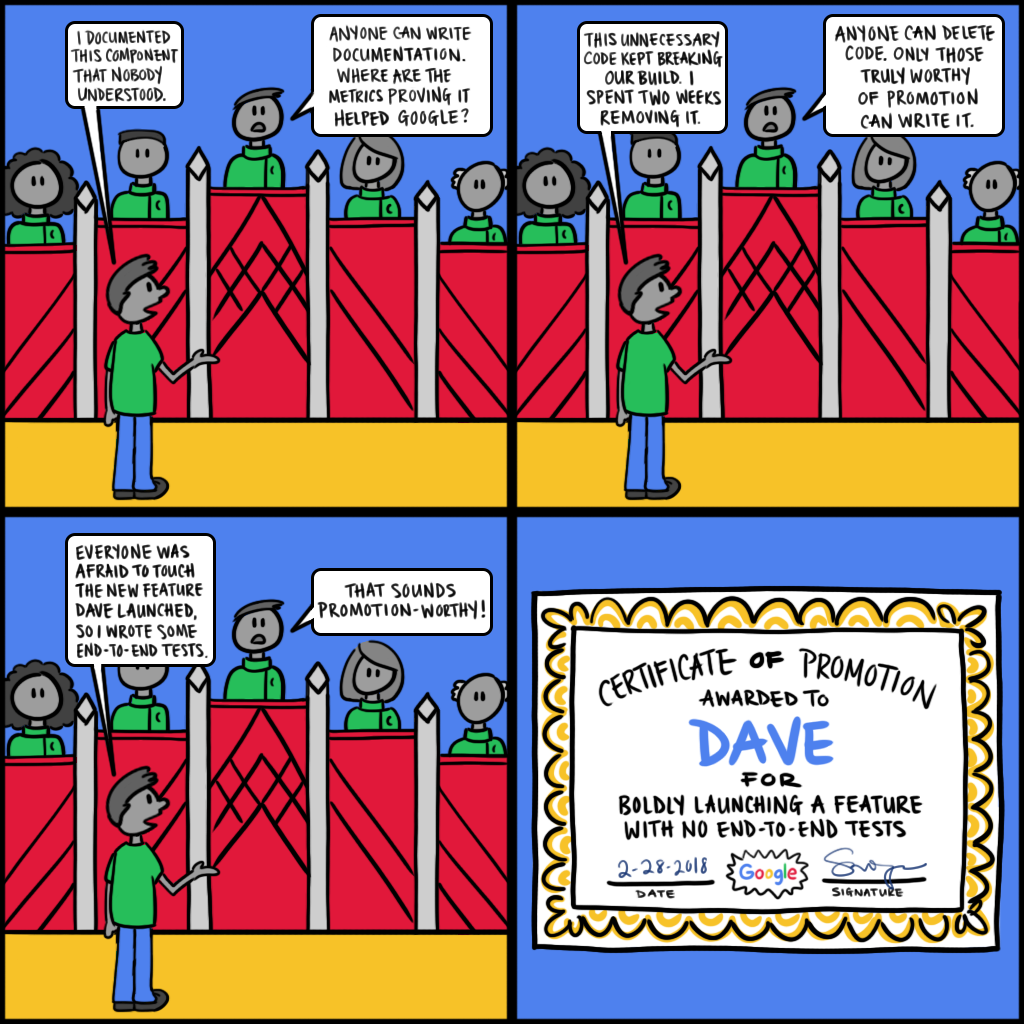 I DOCUMENTED
THIS COMPONENT
THAT NOBODY
UNDERSTOOD.
ANYONE CAN WRITE
DOCUMENTATION.
WHERE ARE THE
METRICS PROVING IT
HELPED GOOGLE?
THIS UNNECESSARY
CODE KEPT BREAKING
OUR BUILD. I
SPENT TWO WEEKS
REMOVING IT.
ANYONE CAN DELETE
CODE. ONLY THOSE
TRULY WORTHY
OF PROMOTION
CAN WRITE IT.
EVERYONE WAS
AFRAID TO TOUCH
THE NEW FEATURE
DAVE LAUNCHED,
SO I WROTE SOME
END-TO-END TESTS.
THAT SOUNDS
PROMOTION-WORTHY!
CERTIFICATE OF PROMOTION
AWARDED TO
DAVE
FOR
BOLDLY LAUNCHING A FEATURE
WITH NO END-TO-END TESTS
2-28-2018
DATE
Google
SIGNATURE